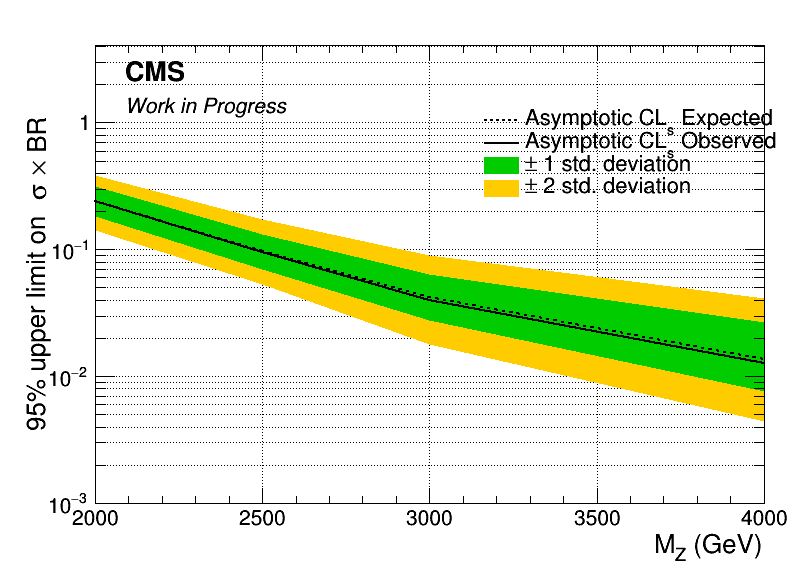 CMS
Work in Progress
Asymptotic CLs Expected
Asymptotic CLs Observed
± 1 std. deviation
± 2 std. deviation
95% upper limit on σ × BR
1
10−1
10−2
10−3
2000 2500 3000 3500 4000
MZ (GeV)